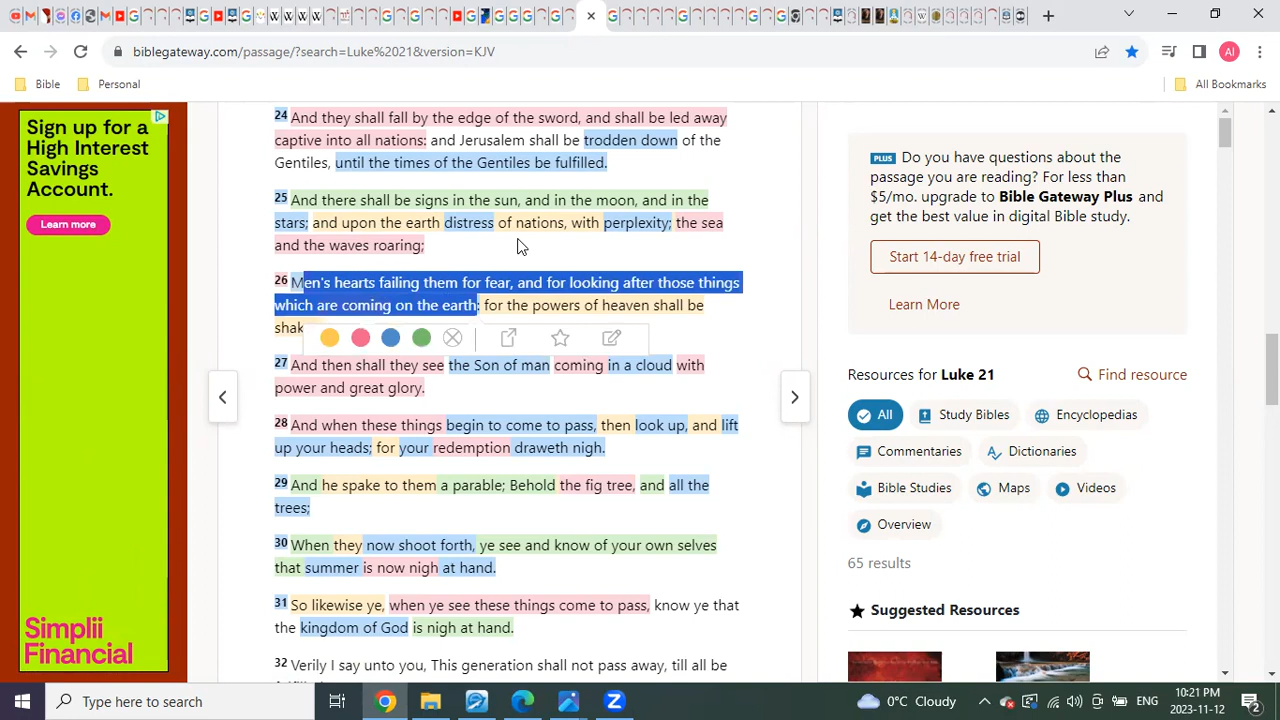 biblegateway.com/passage/?search=Luke%2021&version=KJV
AI
Bible
Personal
All Bookmarks
Sign up for a
High Interest
Savings
Account.
Learn more
Simplii
Financial
24 And they shall fall by the edge of the sword, and shall be led away
captive into all nations: and Jerusalem shall be trodden down of the
Gentiles, until the times of the Gentiles be fulfilled.
25 And there shall be signs in the sun, and in the moon, and in the
stars; and upon the earth distress of nations, with perplexity; the sea
and the waves roaring;
26 Men's hearts failing them for fear, and for looking after those things
which are coming on the earth: for the powers of heaven shall be
shak
27 And then shall they see the Son of man coming in a cloud with
power and great glory.
28 And when these things begin to come to pass, then look up, and lift
up your heads; for your redemption draweth nigh.
29 And he spake to them a parable; Behold the fig tree, and all the
trees;
30 When they now shoot forth, ye see and know of your own selves
that summer is now nigh at hand.
31 So likewise ye, when ye see these things come to pass, know ye that
the kingdom of God is nigh at hand.
32 Verily I say unto you, This generation shall not pass away, till all be
PLUS Do you have questions about the
passage you are reading? For less than
$5/mo. upgrade to Bible Gateway Plus and
get the best value in digital Bible study.
Start 14-day free trial
Learn More
Resources for Luke 21
Find resource
All
Study Bibles
Encyclopedias
Commentaries
Dictionaries
Bible Studies
Maps
Videos
Overview
65 results
Suggested Resources
Type here to search
0°C Cloudy
ENG
10:21 PM
2023-11-12
2